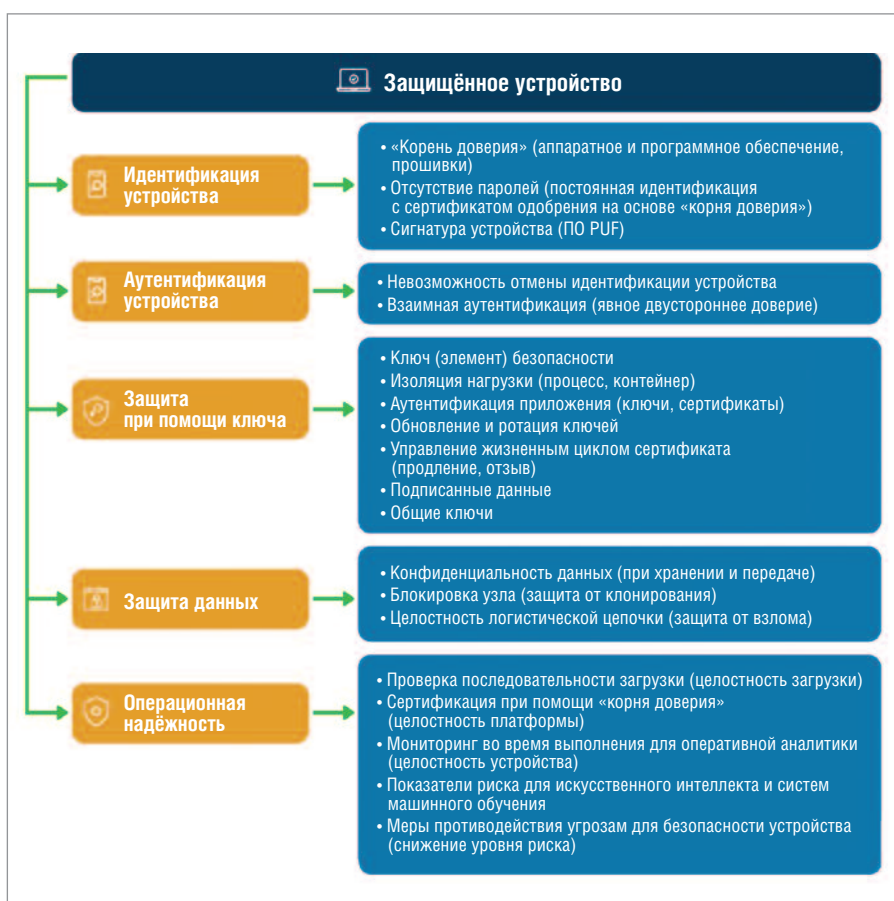 Защищённое устройство
Идентификация
устройства
• «Корень доверия» (аппаратное и программное обеспечение,
прошивки)
• Отсутствие паролей (постоянная идентификация
с сертификатом одобрения на основе «корня доверия»)
• Сигнатура устройства (ПО PUF)
Аутентификация
устройства
• Невозможность отмены идентификации устройства
• Взаимная аутентификация (явное двустороннее доверие)
Защита
при помощи ключа
• Ключ (элемент) безопасности
• Изоляция нагрузки (процесс, контейнер)
• Аутентификация приложения (ключи, сертификаты)
• Обновление и ротация ключей
• Управление жизненным циклом сертификата
(продление, отзыв)
• Подписанные данные
• Общие ключи
Защита данных
• Конфиденциальность данных (при хранении и передаче)
• Блокировка узла (защита от клонирования)
• Целостность логистической цепочки (защита от взлома)
Операционная
надёжность
• Проверка последовательности загрузки (целостность загрузки)
• Сертификация при помощи «корня доверия»
(целостность платформы)
• Мониторинг во время выполнения для оперативной аналитики
(целостность устройства)
• Показатели риска для искусственного интеллекта и систем
машинного обучения
• Меры противодействия угрозам для безопасности устройства
(снижение уровня риска)